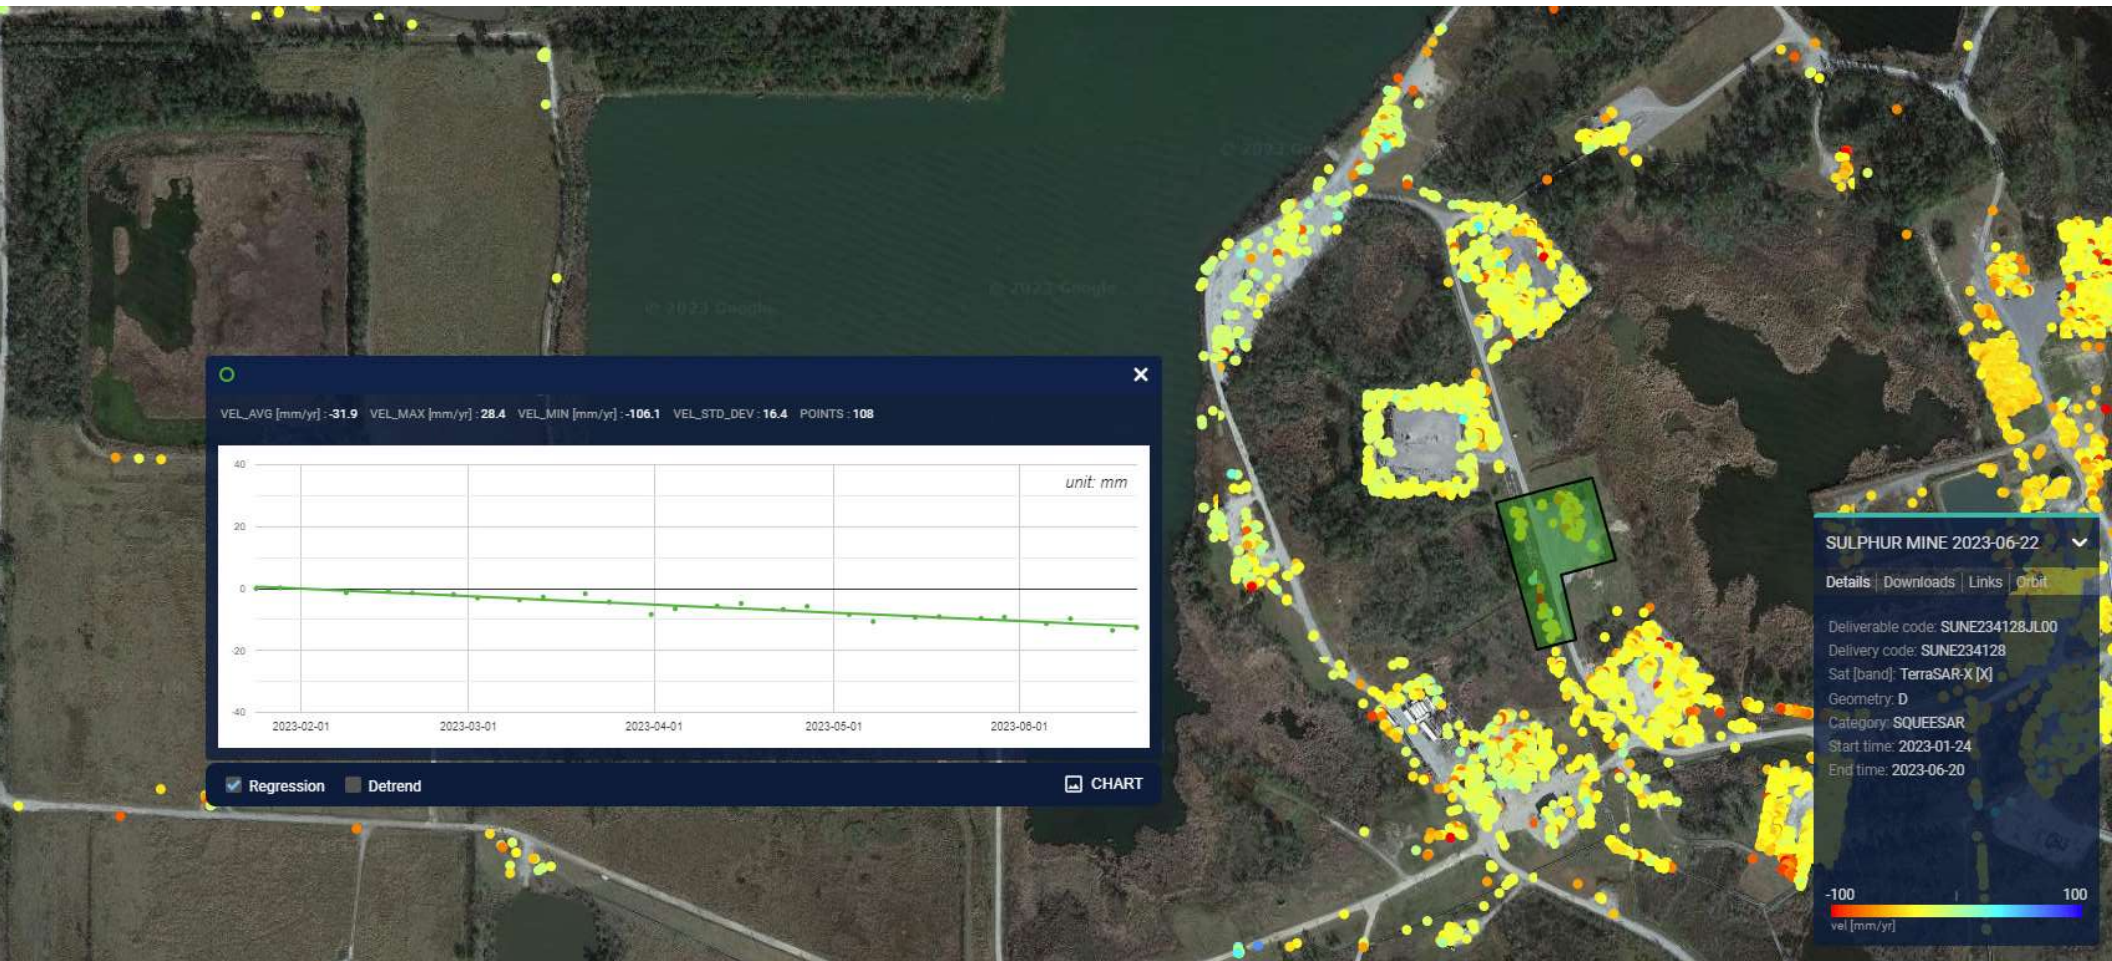 © 2023 Google
© 2023 Google
VEL_AVG [mm/yr] : -31.9 VEL_MAX [mm/yr] : 28.4 VEL_MIN [mm/yr] : -106.1 VEL_STD_DEV : 16.4 POINTS : 108
unit: mm
40
20
0
-20
-40
2023-02-01 2023-03-01 2023-04-01 2023-05-01 2023-06-01
Regression Detrend CHART
SULPHUR MINE 2023-06-22
Details | Downloads | Links | Orbit
Deliverable code: SUNE234128JL00
Delivery code: SUNE234128
Sat [band]: TerraSAR-X [X]
Geometry: D
Category: SQUEESAR
Start time: 2023-01-24
End time: 2023-06-20
-100 100
vel [mm/yr]